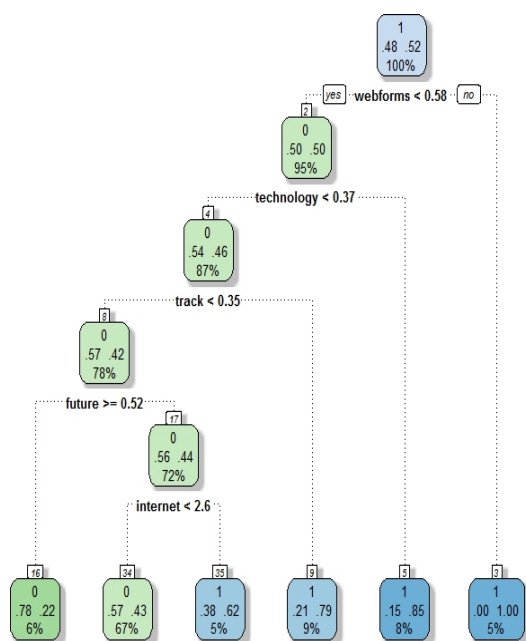 1
.48 .52
100%
yes webforms < 0.58 no
2
0
.50 .50
95%
technology < 0.37
4
0
.54 .46
87%
track < 0.35
8
0
.57 .42
78%
future >= 0.52
17
0
.56 .44
72%
internet < 2.6
16 34 35 9 5 3
0 0 1 1 1 1
.78 .22 .57 .43 .38 .62 .21 .79 .15 .85 .00 1.00
6% 67% 5% 9% 8% 5%